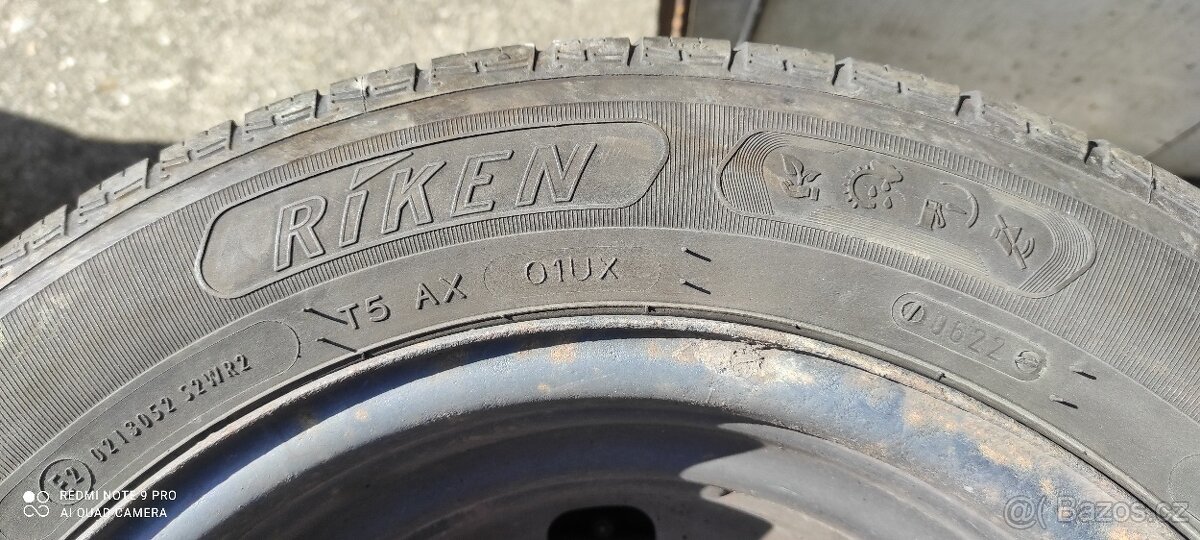 RIKEN
T5 AX 01UX
0622
E2 0213052 S2WR2
REDMI NOTE 9 PRO
AI QUAD CAMERA
@ Bazos.cz